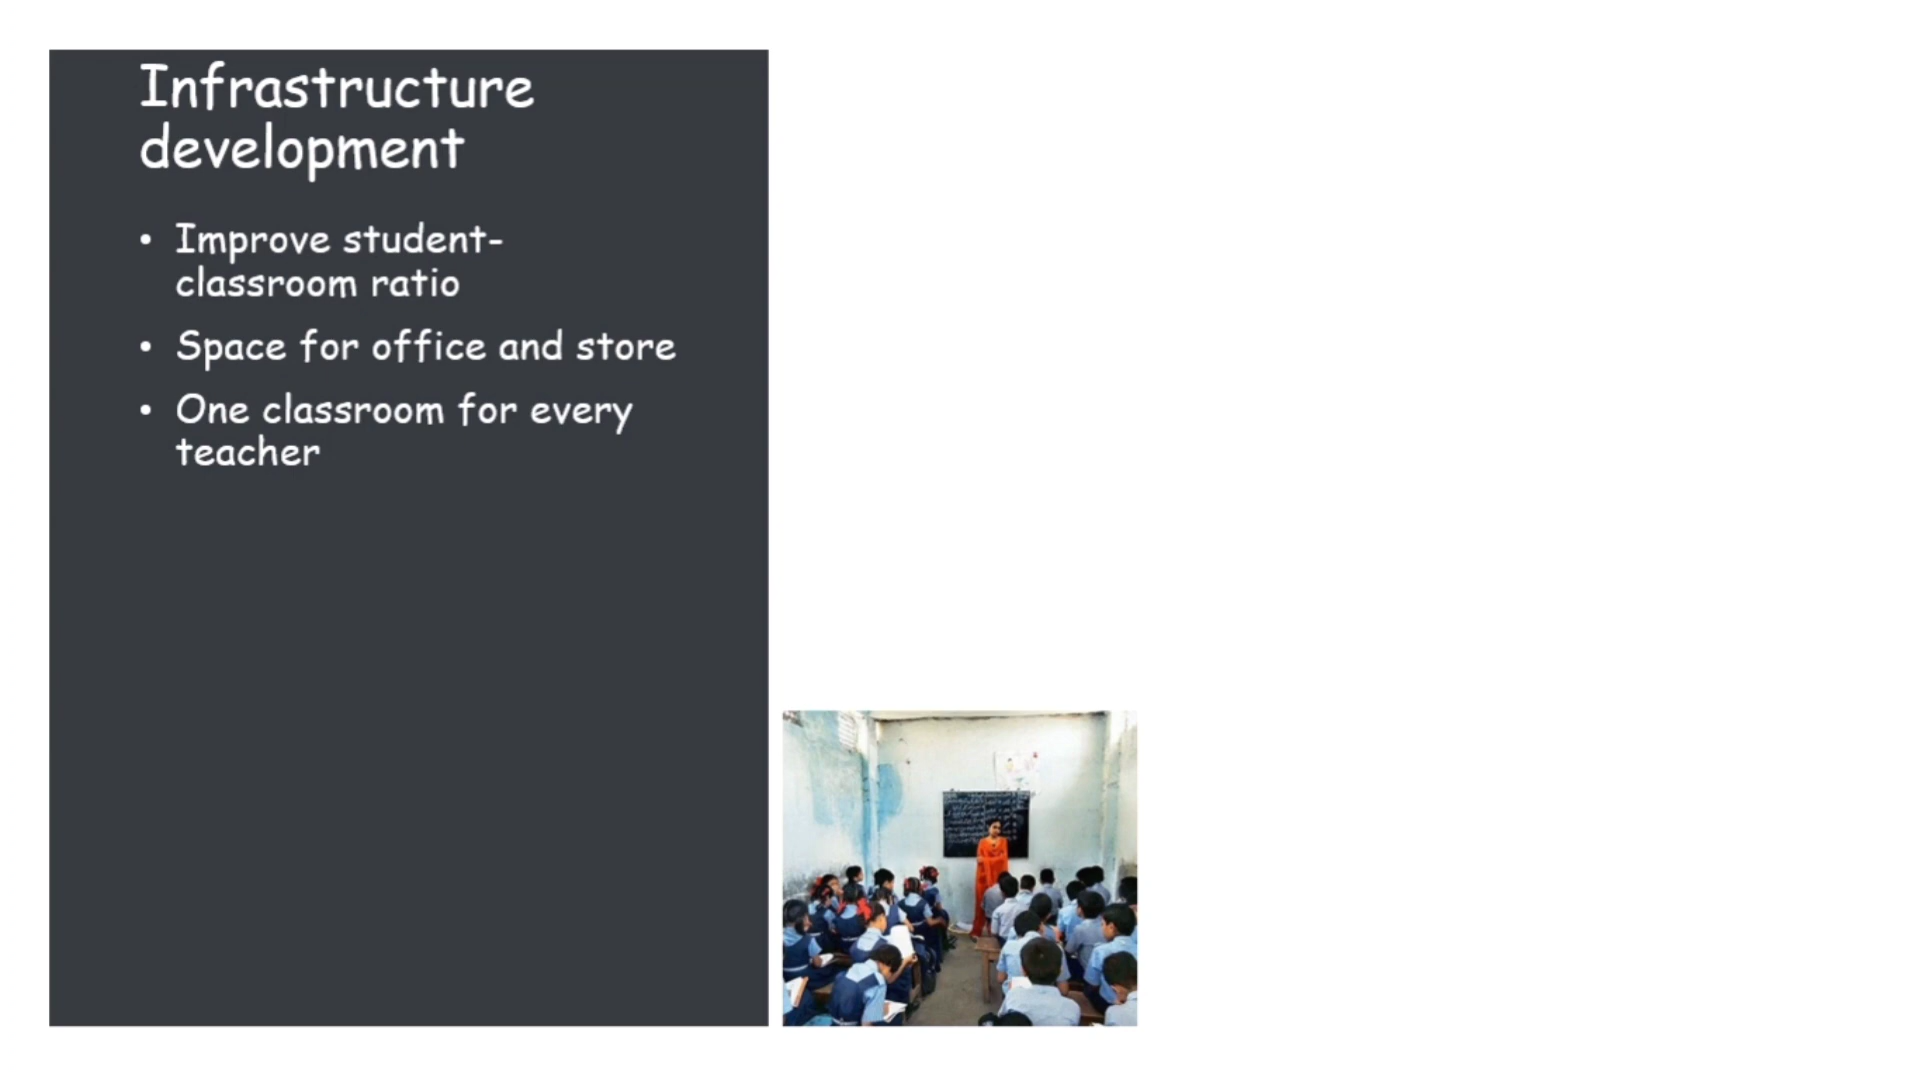 Infrastructure
development
• Improve student-
classroom ratio
• Space for office and store
• One classroom for every
teacher